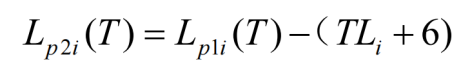 L_{p2i}(T) = L_{p1i}(T) −（TL_i + 6)